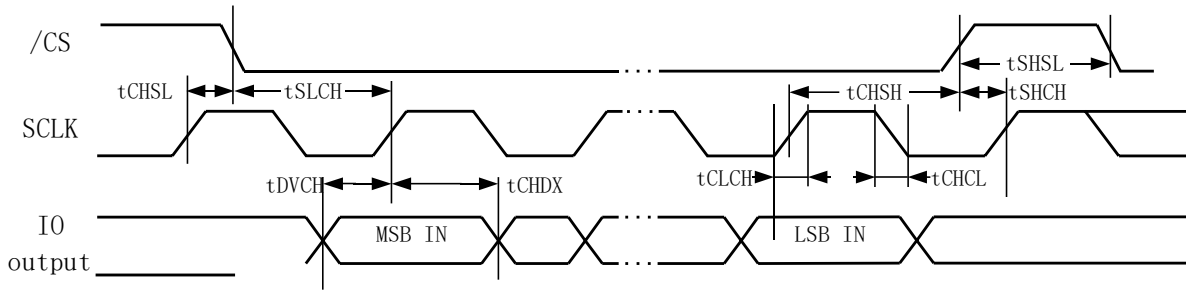 /CS
tCHSL
tSLCH
tCHSH
tSHSL
tSHCH
SCLK
tDVCH
tCHDX
tCLCH
tCHCL
IO
output
MSB IN
LSB IN